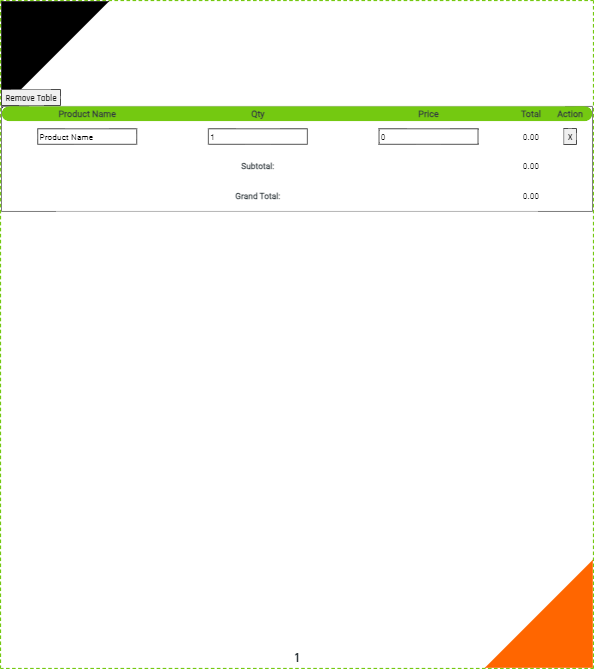 Remove Table
Product Name Qty Price Total Action
Product Name 1 0 0.00 X
Subtotal: 0.00
Grand Total: 0.00
1